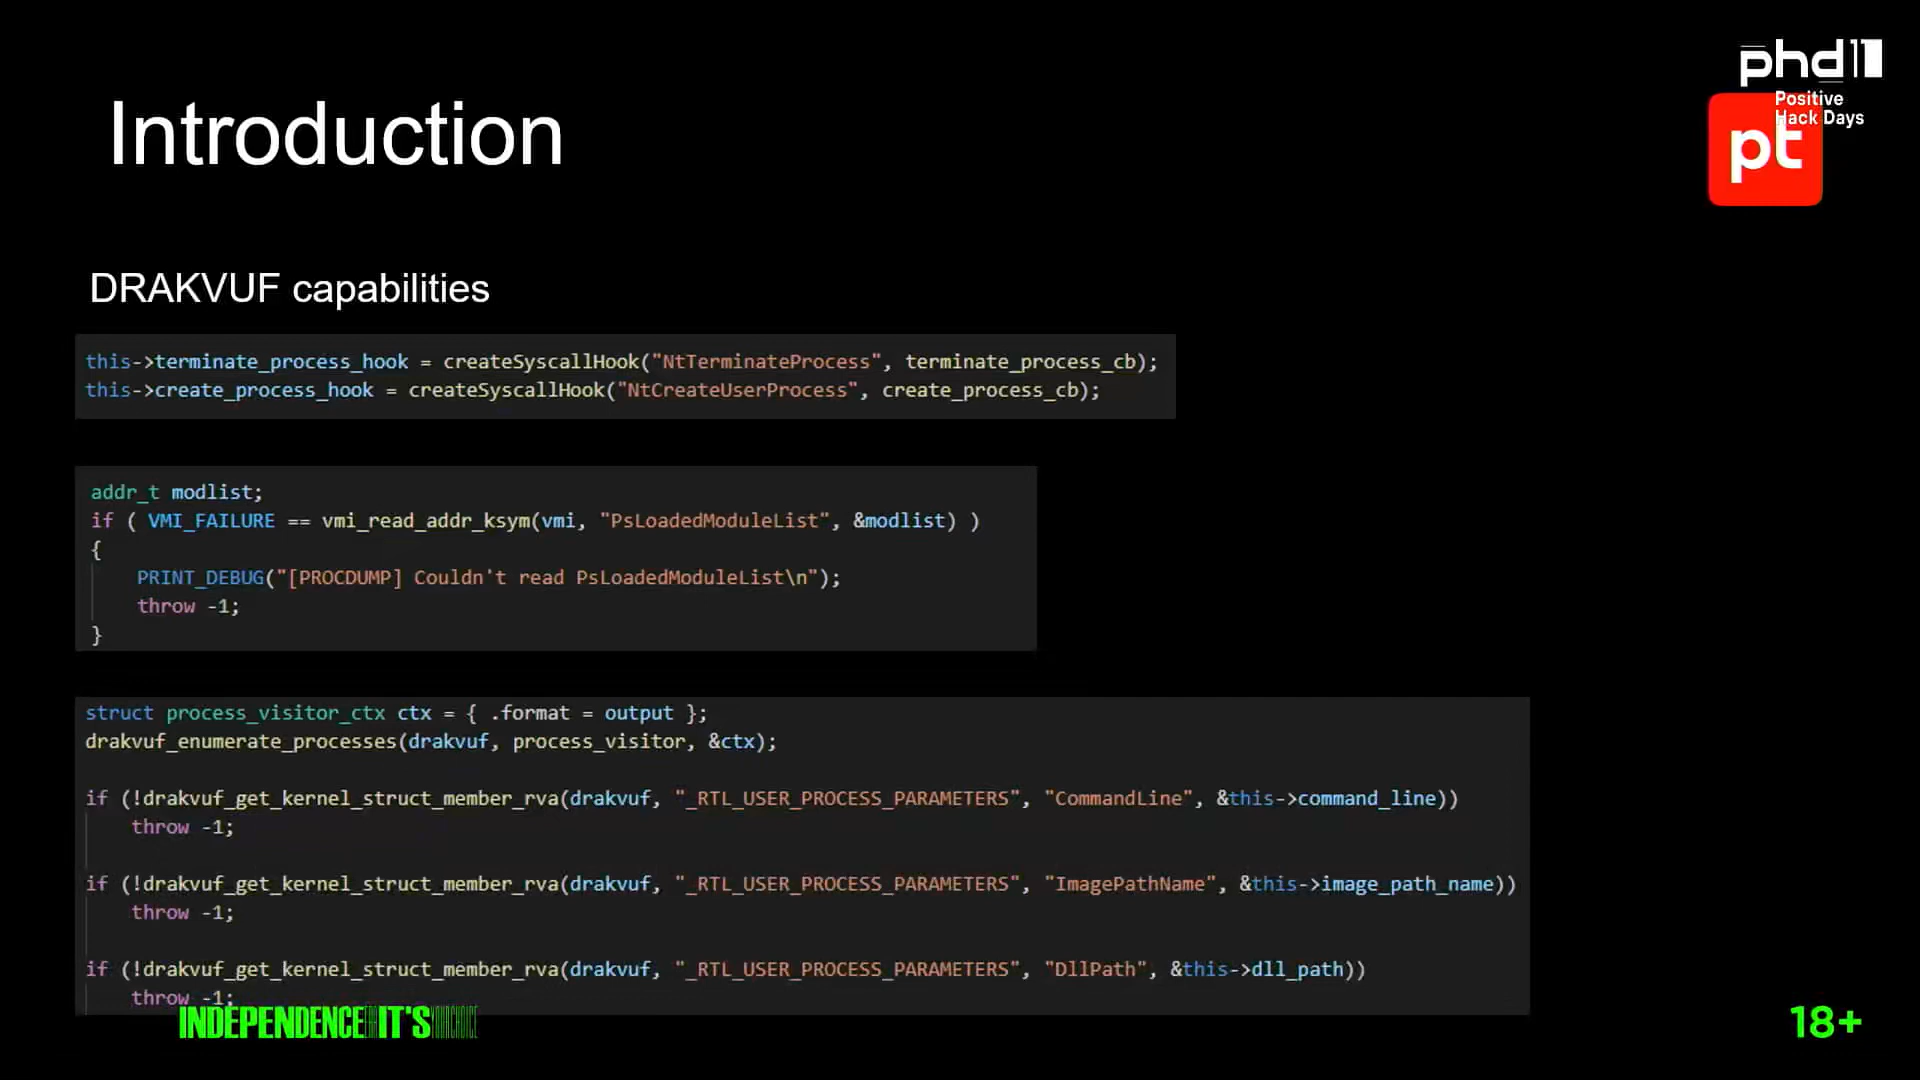 phd11
Positive
Hack Days
pt
Introduction
DRAKVUF capabilities
this->terminate_process_hook = createSyscallHook("NtTerminateProcess", terminate_process_cb);
this->create_process_hook = createSyscallHook("NtCreateUserProcess", create_process_cb);
addr_t modlist;
if ( VMI_FAILURE == vmi_read_addr_ksym(vmi, "PsLoadedModuleList", &modlist) )
{
    PRINT_DEBUG("[PROCDUMP] Couldn't read PsLoadedModuleList\n");
    throw -1;
}
struct process_visitor_ctx ctx = { .format = output };
drakvuf_enumerate_processes(drakvuf, process_visitor, &ctx);
if (!drakvuf_get_kernel_struct_member_rva(drakvuf, "_RTL_USER_PROCESS_PARAMETERS", "CommandLine", &this->command_line))
    throw -1;
if (!drakvuf_get_kernel_struct_member_rva(drakvuf, "_RTL_USER_PROCESS_PARAMETERS", "ImagePathName", &this->image_path_name))
    throw -1;
if (!drakvuf_get_kernel_struct_member_rva(drakvuf, "_RTL_USER_PROCESS_PARAMETERS", "DllPath", &this->dll_path))
    throw -1;
INDEPENDENCE IT'S
18+